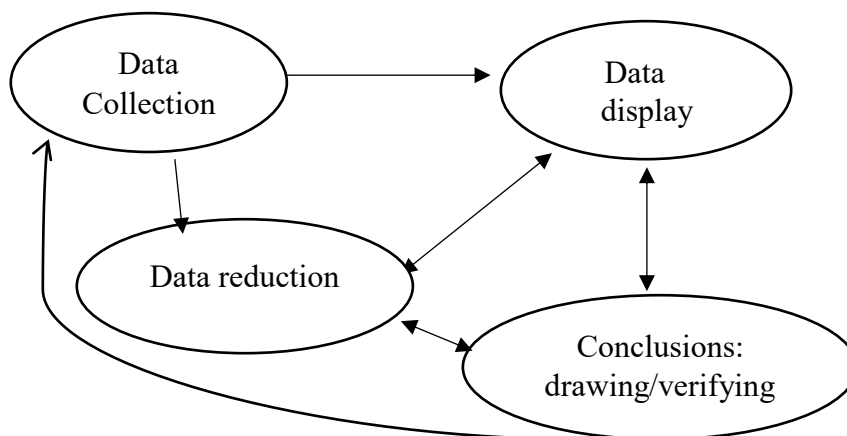 Data
Collection
Data
display
Data reduction
Conclusions:
drawing/verifying